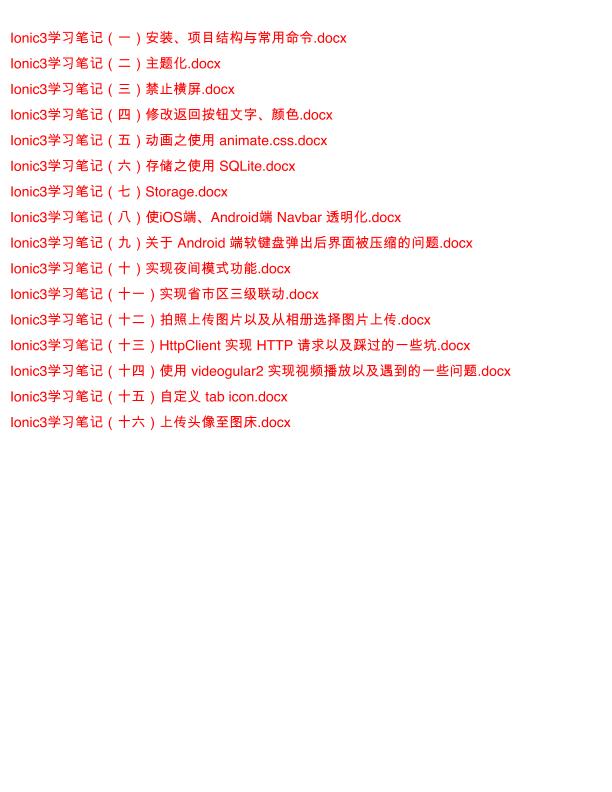 Ionic3学习笔记（一）安装、项目结构与常用命令.docx
Ionic3学习笔记（二）主题化.docx
Ionic3学习笔记（三）禁止横屏.docx
Ionic3学习笔记（四）修改返回按钮文字、颜色.docx
Ionic3学习笔记（五）动画之使用 animate.css.docx
Ionic3学习笔记（六）存储之使用 SQLite.docx
Ionic3学习笔记（七）Storage.docx
Ionic3学习笔记（八）使iOS端、Android端 Navbar 透明化.docx
Ionic3学习笔记（九）关于 Android 端软键盘弹出后界面被压缩的问题.docx
Ionic3学习笔记（十）实现夜间模式功能.docx
Ionic3学习笔记（十一）实现省市区三级联动.docx
Ionic3学习笔记（十二）拍照上传图片以及从相册选择图片上传.docx
Ionic3学习笔记（十三）HttpClient 实现 HTTP 请求以及踩过的一些坑.docx
Ionic3学习笔记（十四）使用 videogular2 实现视频播放以及遇到的一些问题.docx
Ionic3学习笔记（十五）自定义 tab icon.docx
Ionic3学习笔记（十六）上传头像至图床.docx